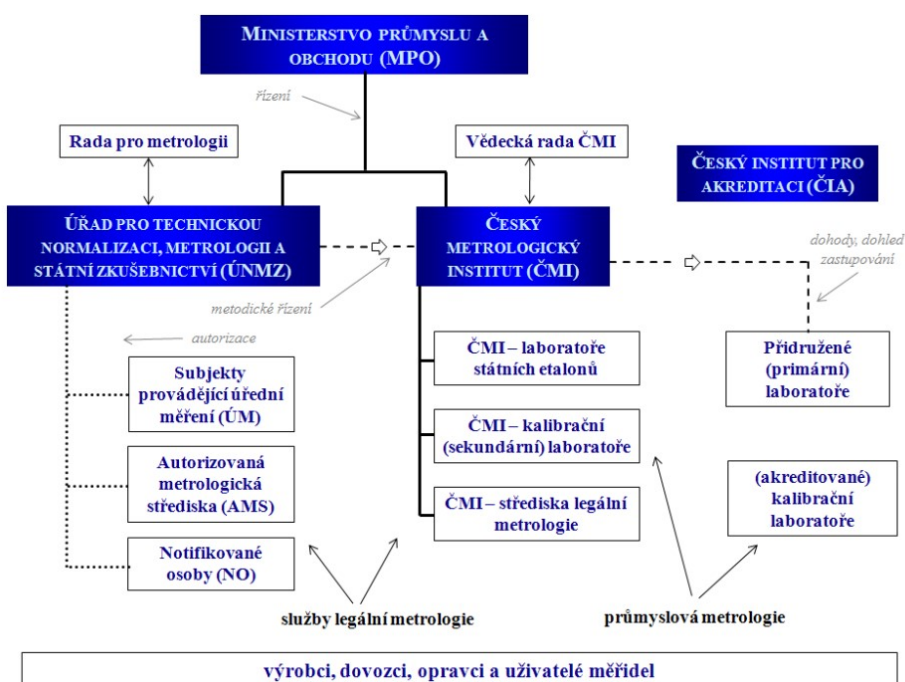 MINISTERSTVO PRŮMYSLU A
OBCHODU (MPO)
řízení
Rada pro metrologii
Vědecká rada ČMI
ČESKÝ INSTITUT PRO
AKREDITACI (ČIA)
ÚŘAD PRO TECHNICKOU
NORMALIZACI, METROLOGII A
STÁTNÍ ZKUŠEBNICTVÍ (ÚNMZ)
ČESKÝ
METROLOGICKÝ
INSTITUT (ČMI)
dohody, dohled
zastupování
metodické řízení
autorizace
Subjekty
provádějící úřední
měření (ÚM)
ČMI – laboratoře
státních etalonů
Přidružené
(primární)
laboratoře
ČMI – kalibrační
(sekundární) laboratoře
Autorizovaná
metrologická
střediska (AMS)
ČMI – střediska legální
metrologie
(akreditované)
kalibrační
laboratoře
Notifikované
osoby (NO)
služby legální metrologie
průmyslová metrologie
výrobci, dovozci, opravci a uživatelé měřidel